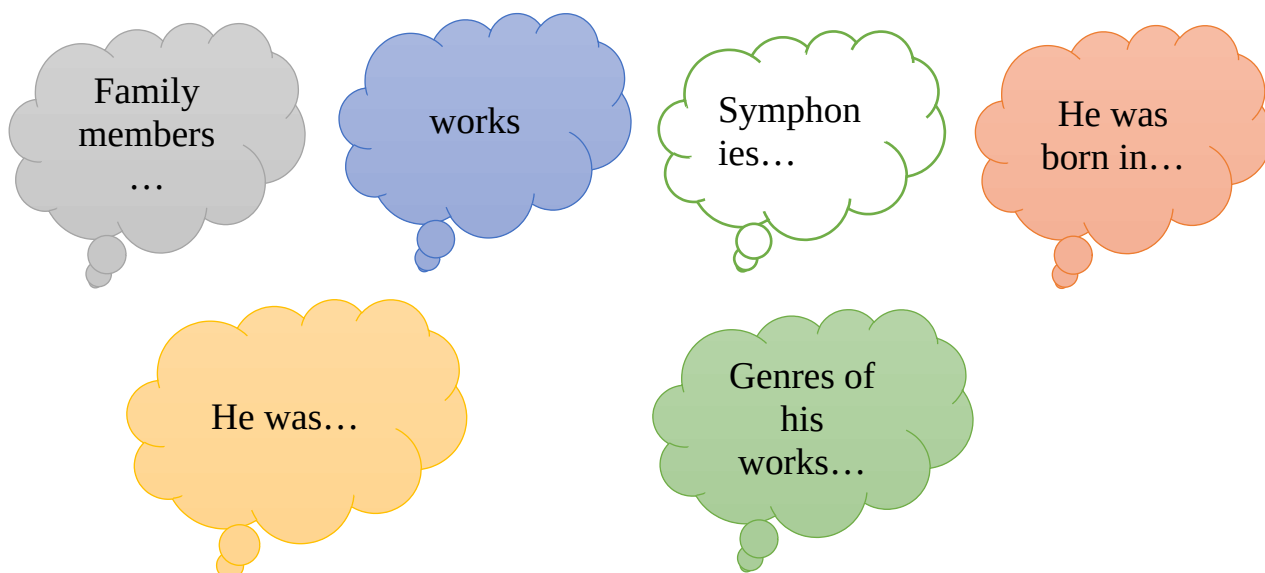 Family
members
…
works
Symphon
ies…
He was
born in…
He was…
Genres of
his
works…